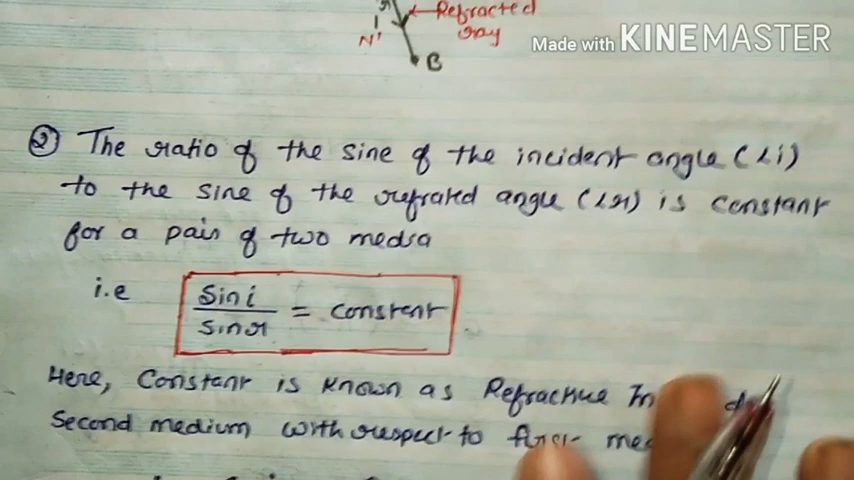 Refracted
ray
Made with KINEMASTER
N'
B
② The ratio of the sine of the incident angle (∠i)
to the sine of the refrated angle (∠r) is constant
for a pair of two media
i.e sin i / sin r = constant
Here, Constant is known as Refractive
Second medium with respect to first